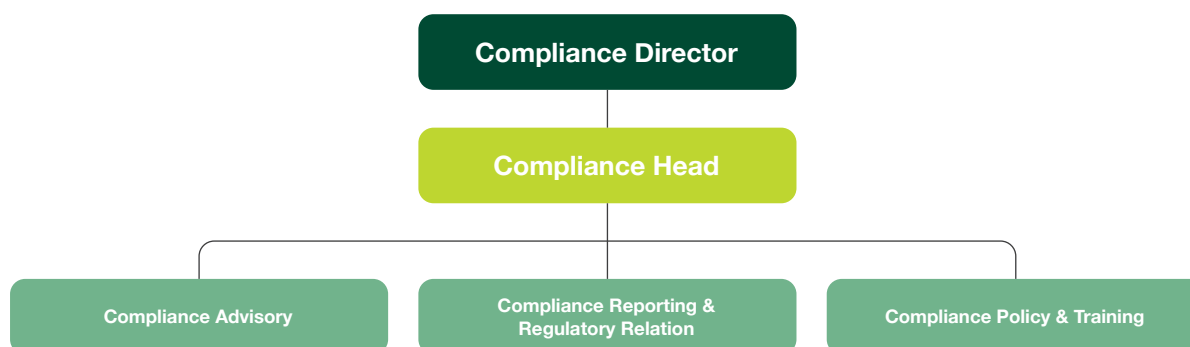 Compliance Director
Compliance Head
Compliance Advisory
Compliance Reporting &
Regulatory Relation
Compliance Policy & Training